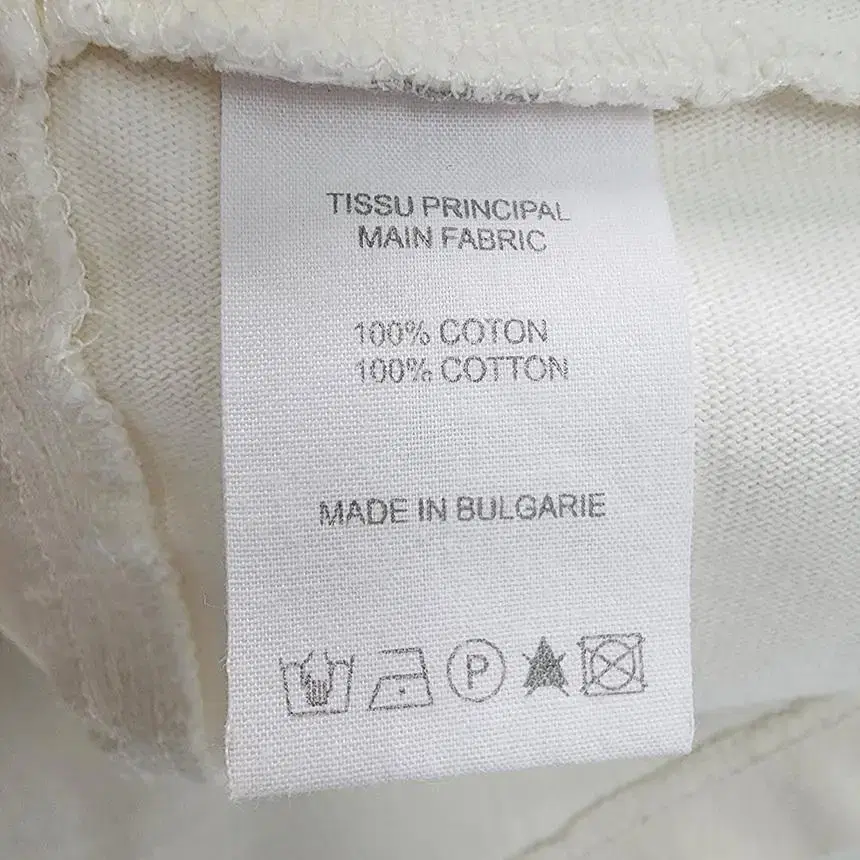 TISSU PRINCIPAL
MAIN FABRIC
100% COTON
100% COTTON
MADE IN BULGARIE
P